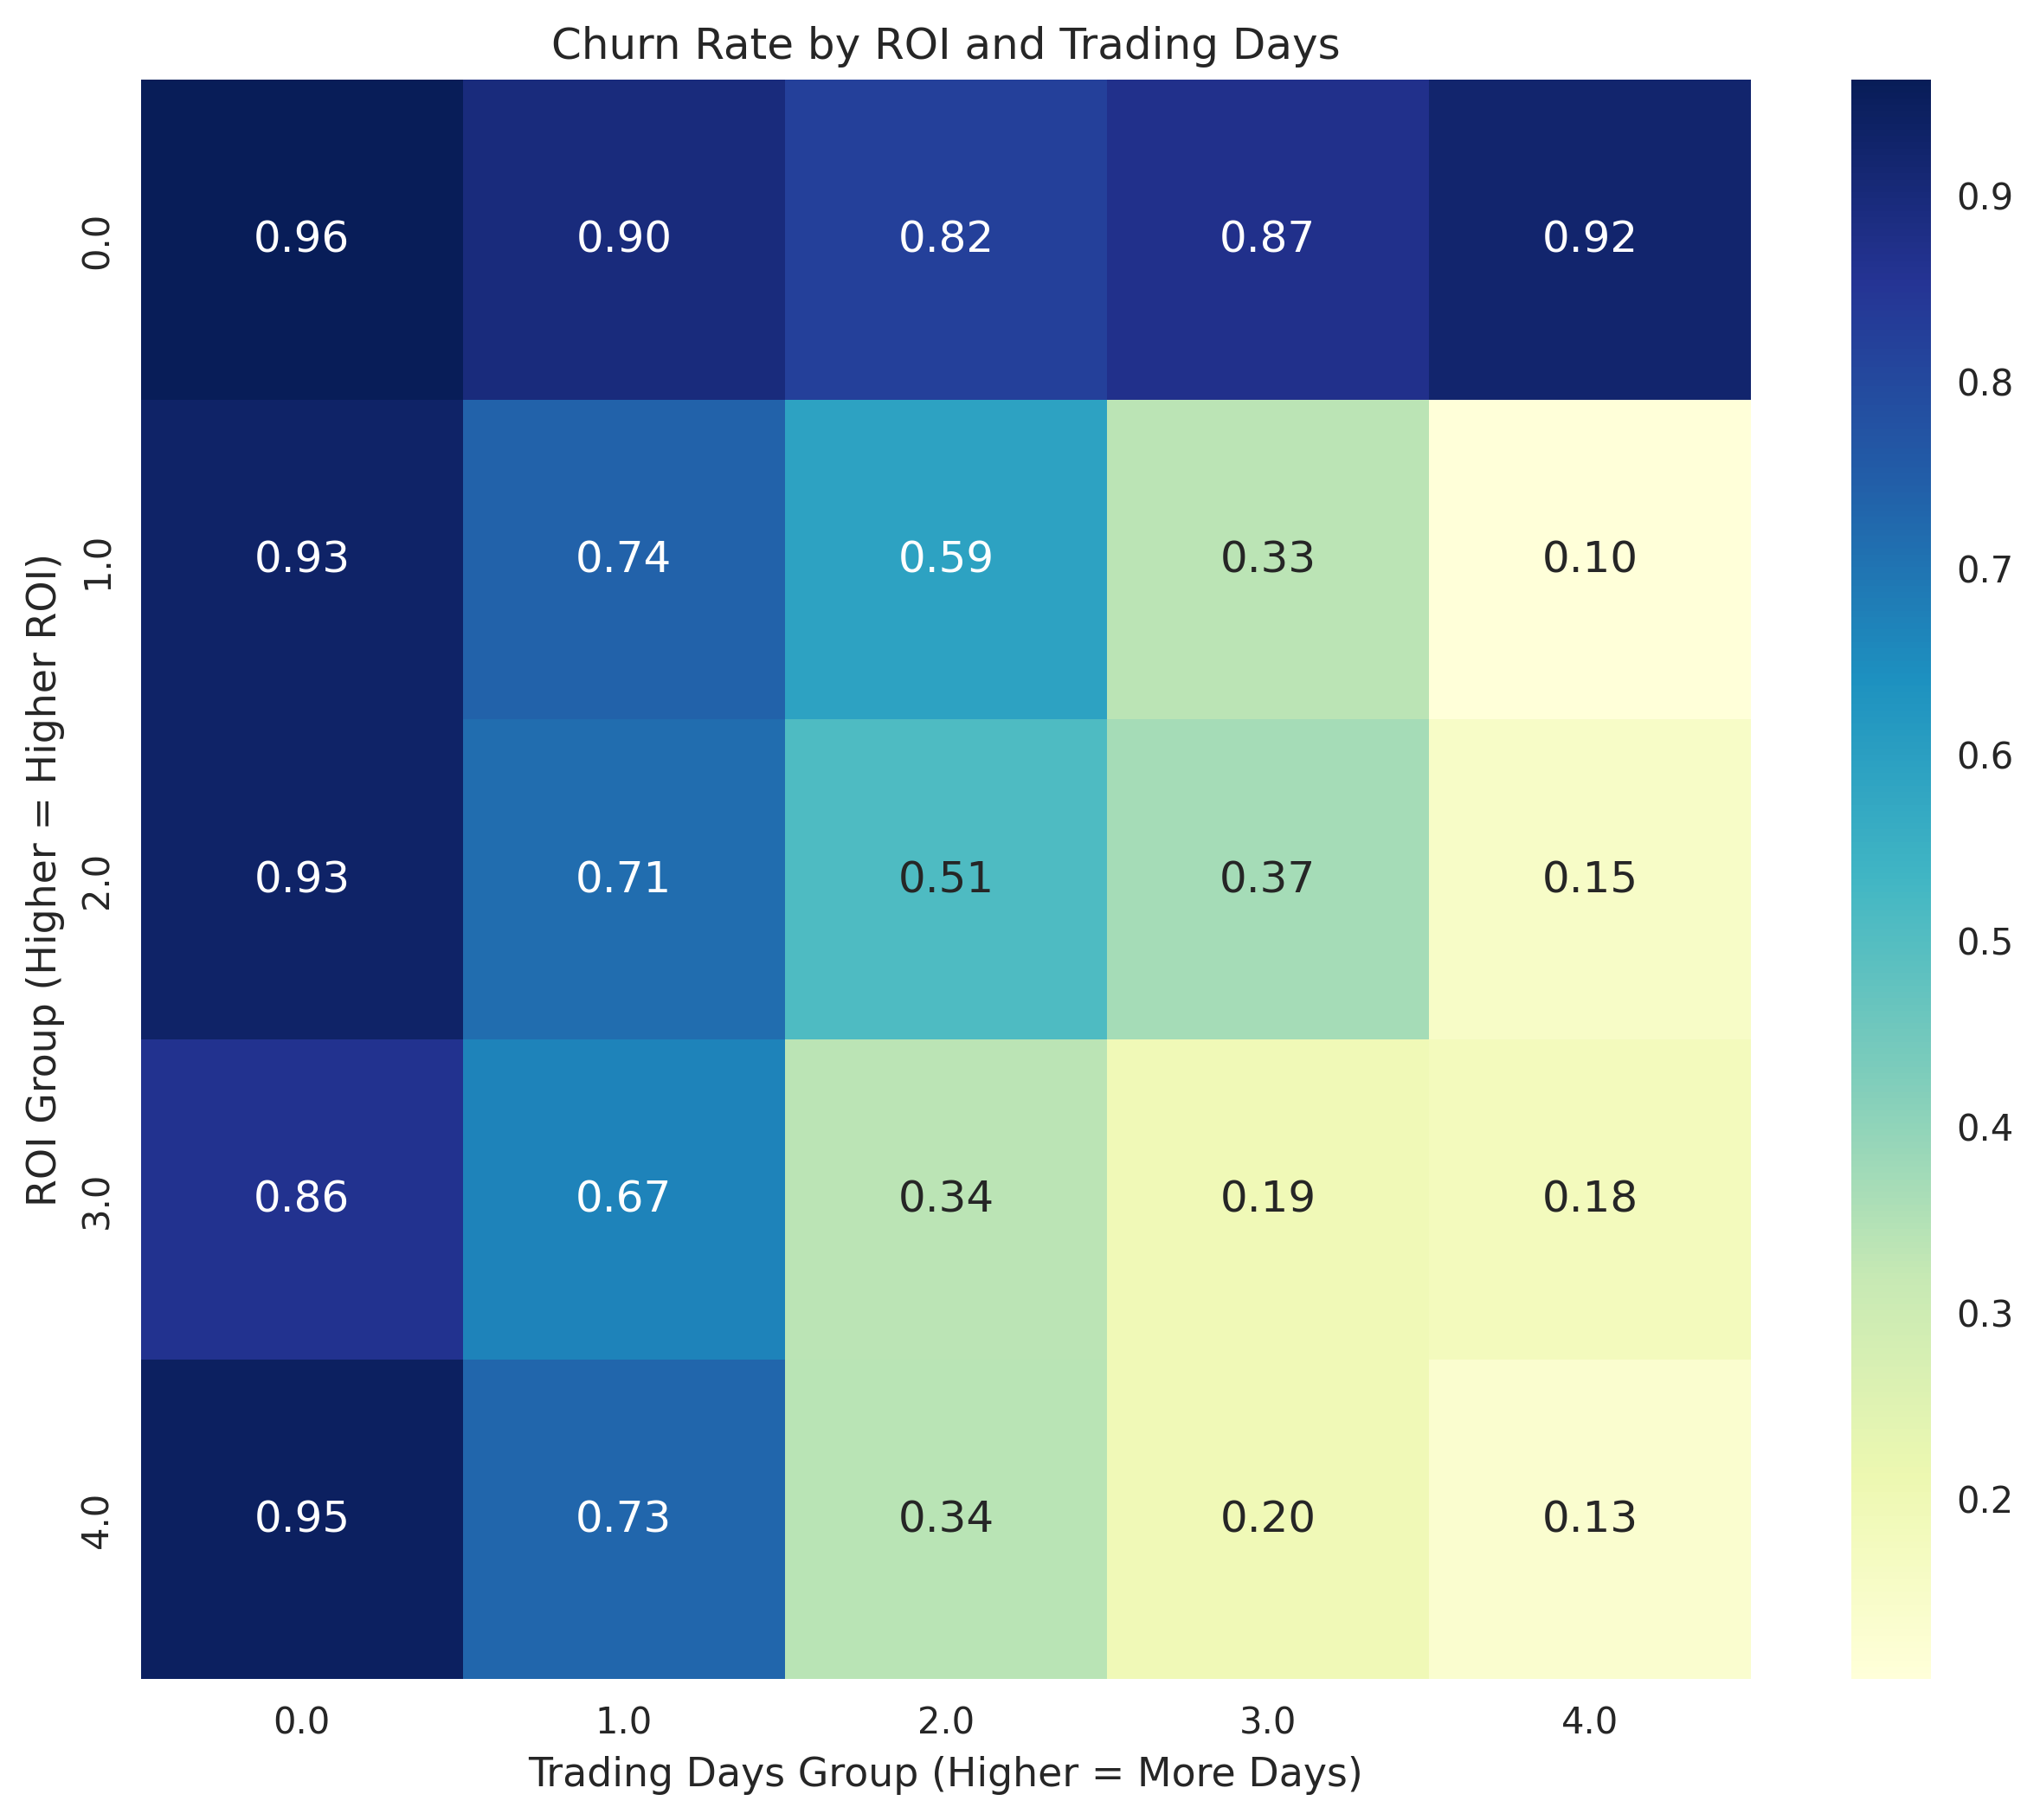 Churn Rate by ROI and Trading Days
ROI Group (Higher = Higher ROI)
0.0 0.96 0.90 0.82 0.87 0.92
1.0 0.93 0.74 0.59 0.33 0.10
2.0 0.93 0.71 0.51 0.37 0.15
3.0 0.86 0.67 0.34 0.19 0.18
4.0 0.95 0.73 0.34 0.20 0.13
0.0 1.0 2.0 3.0 4.0
Trading Days Group (Higher = More Days)
0.9
0.8
0.7
0.6
0.5
0.4
0.3
0.2